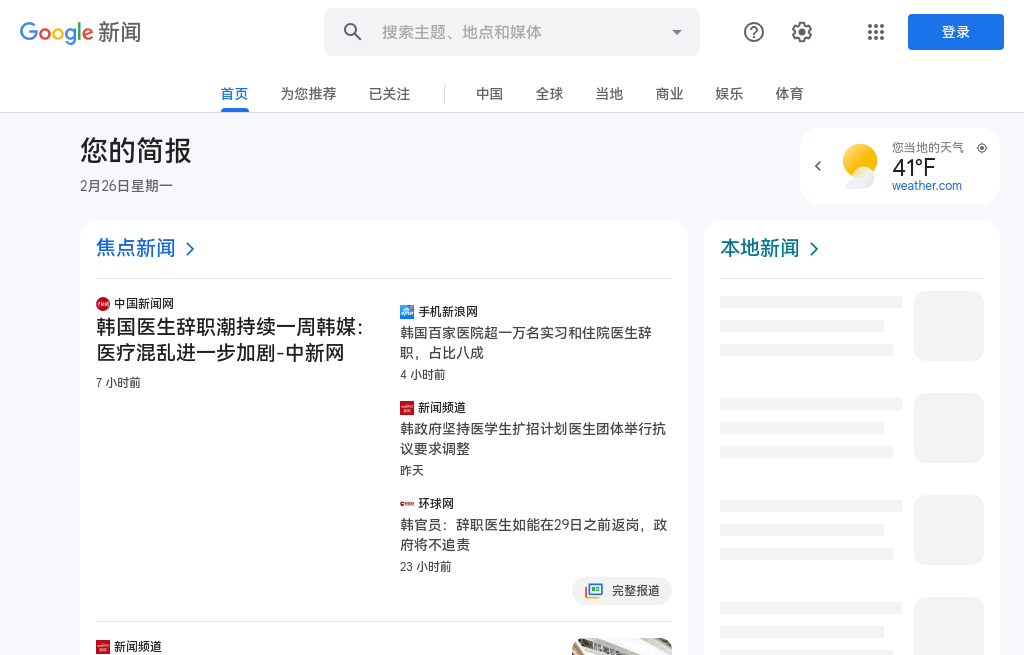 Google 新闻
搜索主题、地点和媒体
登录
首页
为您推荐
已关注
中国
全球
当地
商业
娱乐
体育
您的简报
2月26日星期一
您当地的天气
41°F
weather.com
焦点新闻
中国新闻网
韩国医生辞职潮持续一周韩媒：
医疗混乱进一步加剧-中新网
7 小时前
手机新浪网
韩国百家医院超一万名实习和住院医生辞
职，占比八成
4 小时前
新闻频道
韩政府坚持医学生扩招计划医生团体举行抗
议要求调整
昨天
环球网
韩官员：辞职医生如能在29日之前返岗，政
府将不追责
23 小时前
完整报道
新闻频道
本地新闻